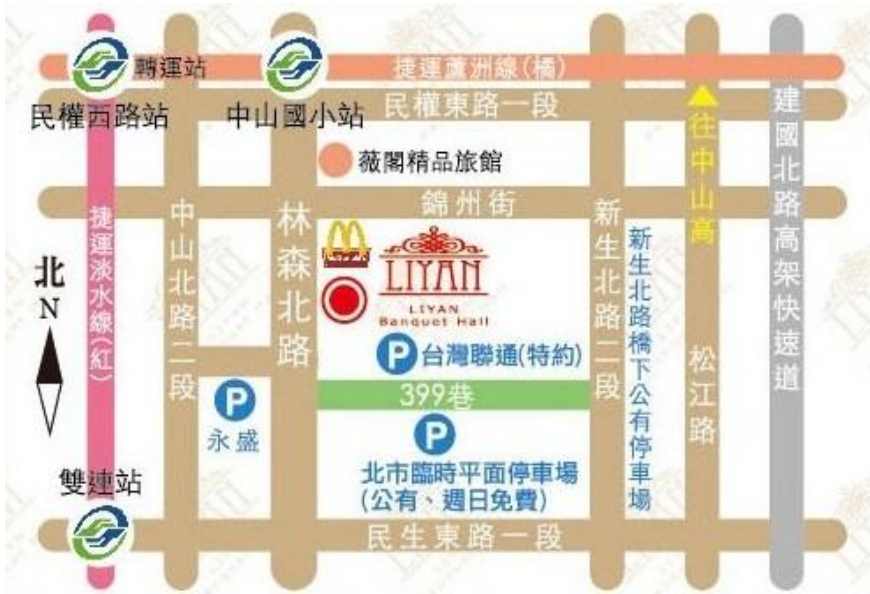 轉運站
捷運蘆洲線(橘)
民權西路站
中山國小站
民權東路一段
薇閣精品旅館
錦州街
往中山高
建國北路高架快速道
捷運淡水線(紅)
中山北路二段
林森北路
新生北路二段
新生北路橋下公有停車場
松江路
北
N
LIYAN
LIYAN
Banquet Hall
P 台灣聯通(特約)
399巷
P
永盛
P
北市臨時平面停車場
(公有、週日免費)
雙連站
民生東路一段